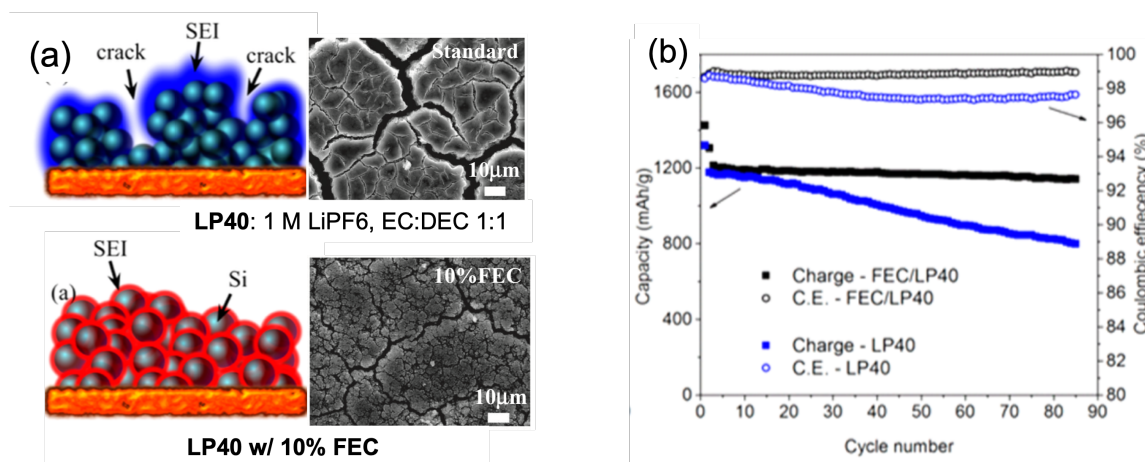 (a)
SEI
crack
crack
Standard
10μm
LP40: 1 M LiPF6, EC:DEC 1:1
SEI
(a)
Si
10%FEC
10μm
LP40 w/ 10% FEC
(b)
1600
1200
800
400
0
Capacity (mAh/g)
100
98
96
94
92
90
88
86
84
82
80
Coulombic effiecency (%)
Charge - FEC/LP40
C.E. - FEC/LP40
Charge - LP40
C.E. - LP40
0 10 20 30 40 50 60 70 80 90
Cycle number